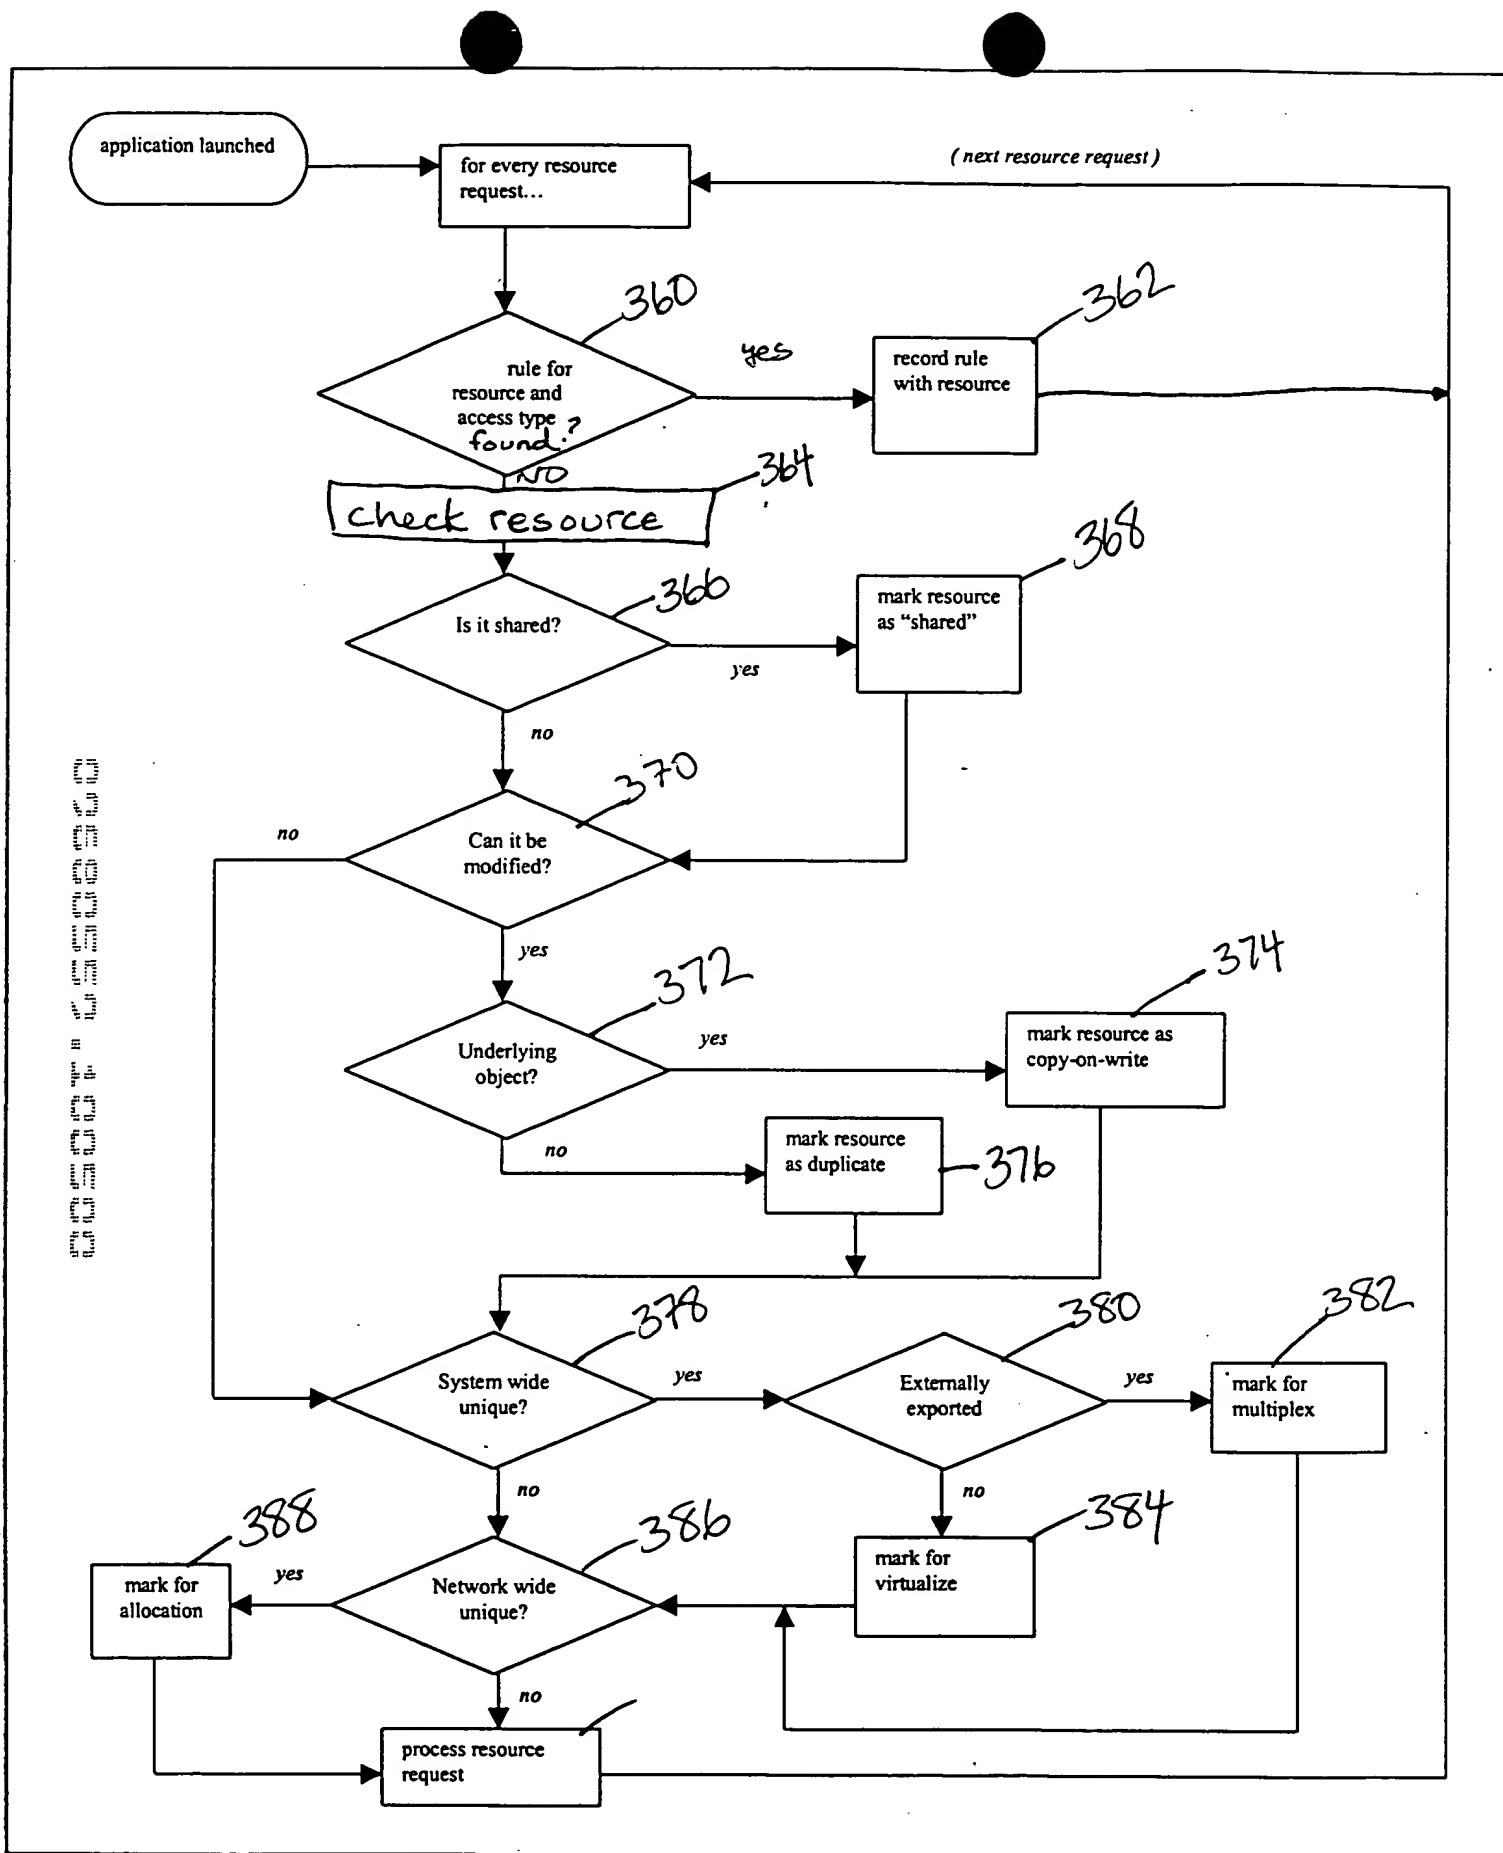 application launched
for every resource
request...
( next resource request )
360
362
rule for
resource and
access type
found.?
yes
record rule
with resource
NO
364
check resource
366
368
Is it shared?
yes
mark resource
as “shared”
no
370
no
Can it be
modified?
yes
372
374
Underlying
object?
yes
mark resource as
copy-on-write
no
mark resource
as duplicate
376
378
380
382
System wide
unique?
yes
Externally
exported
yes
mark for
multiplex
no
no
388
386
384
mark for
allocation
yes
Network wide
unique?
mark for
virtualize
no
process resource
request